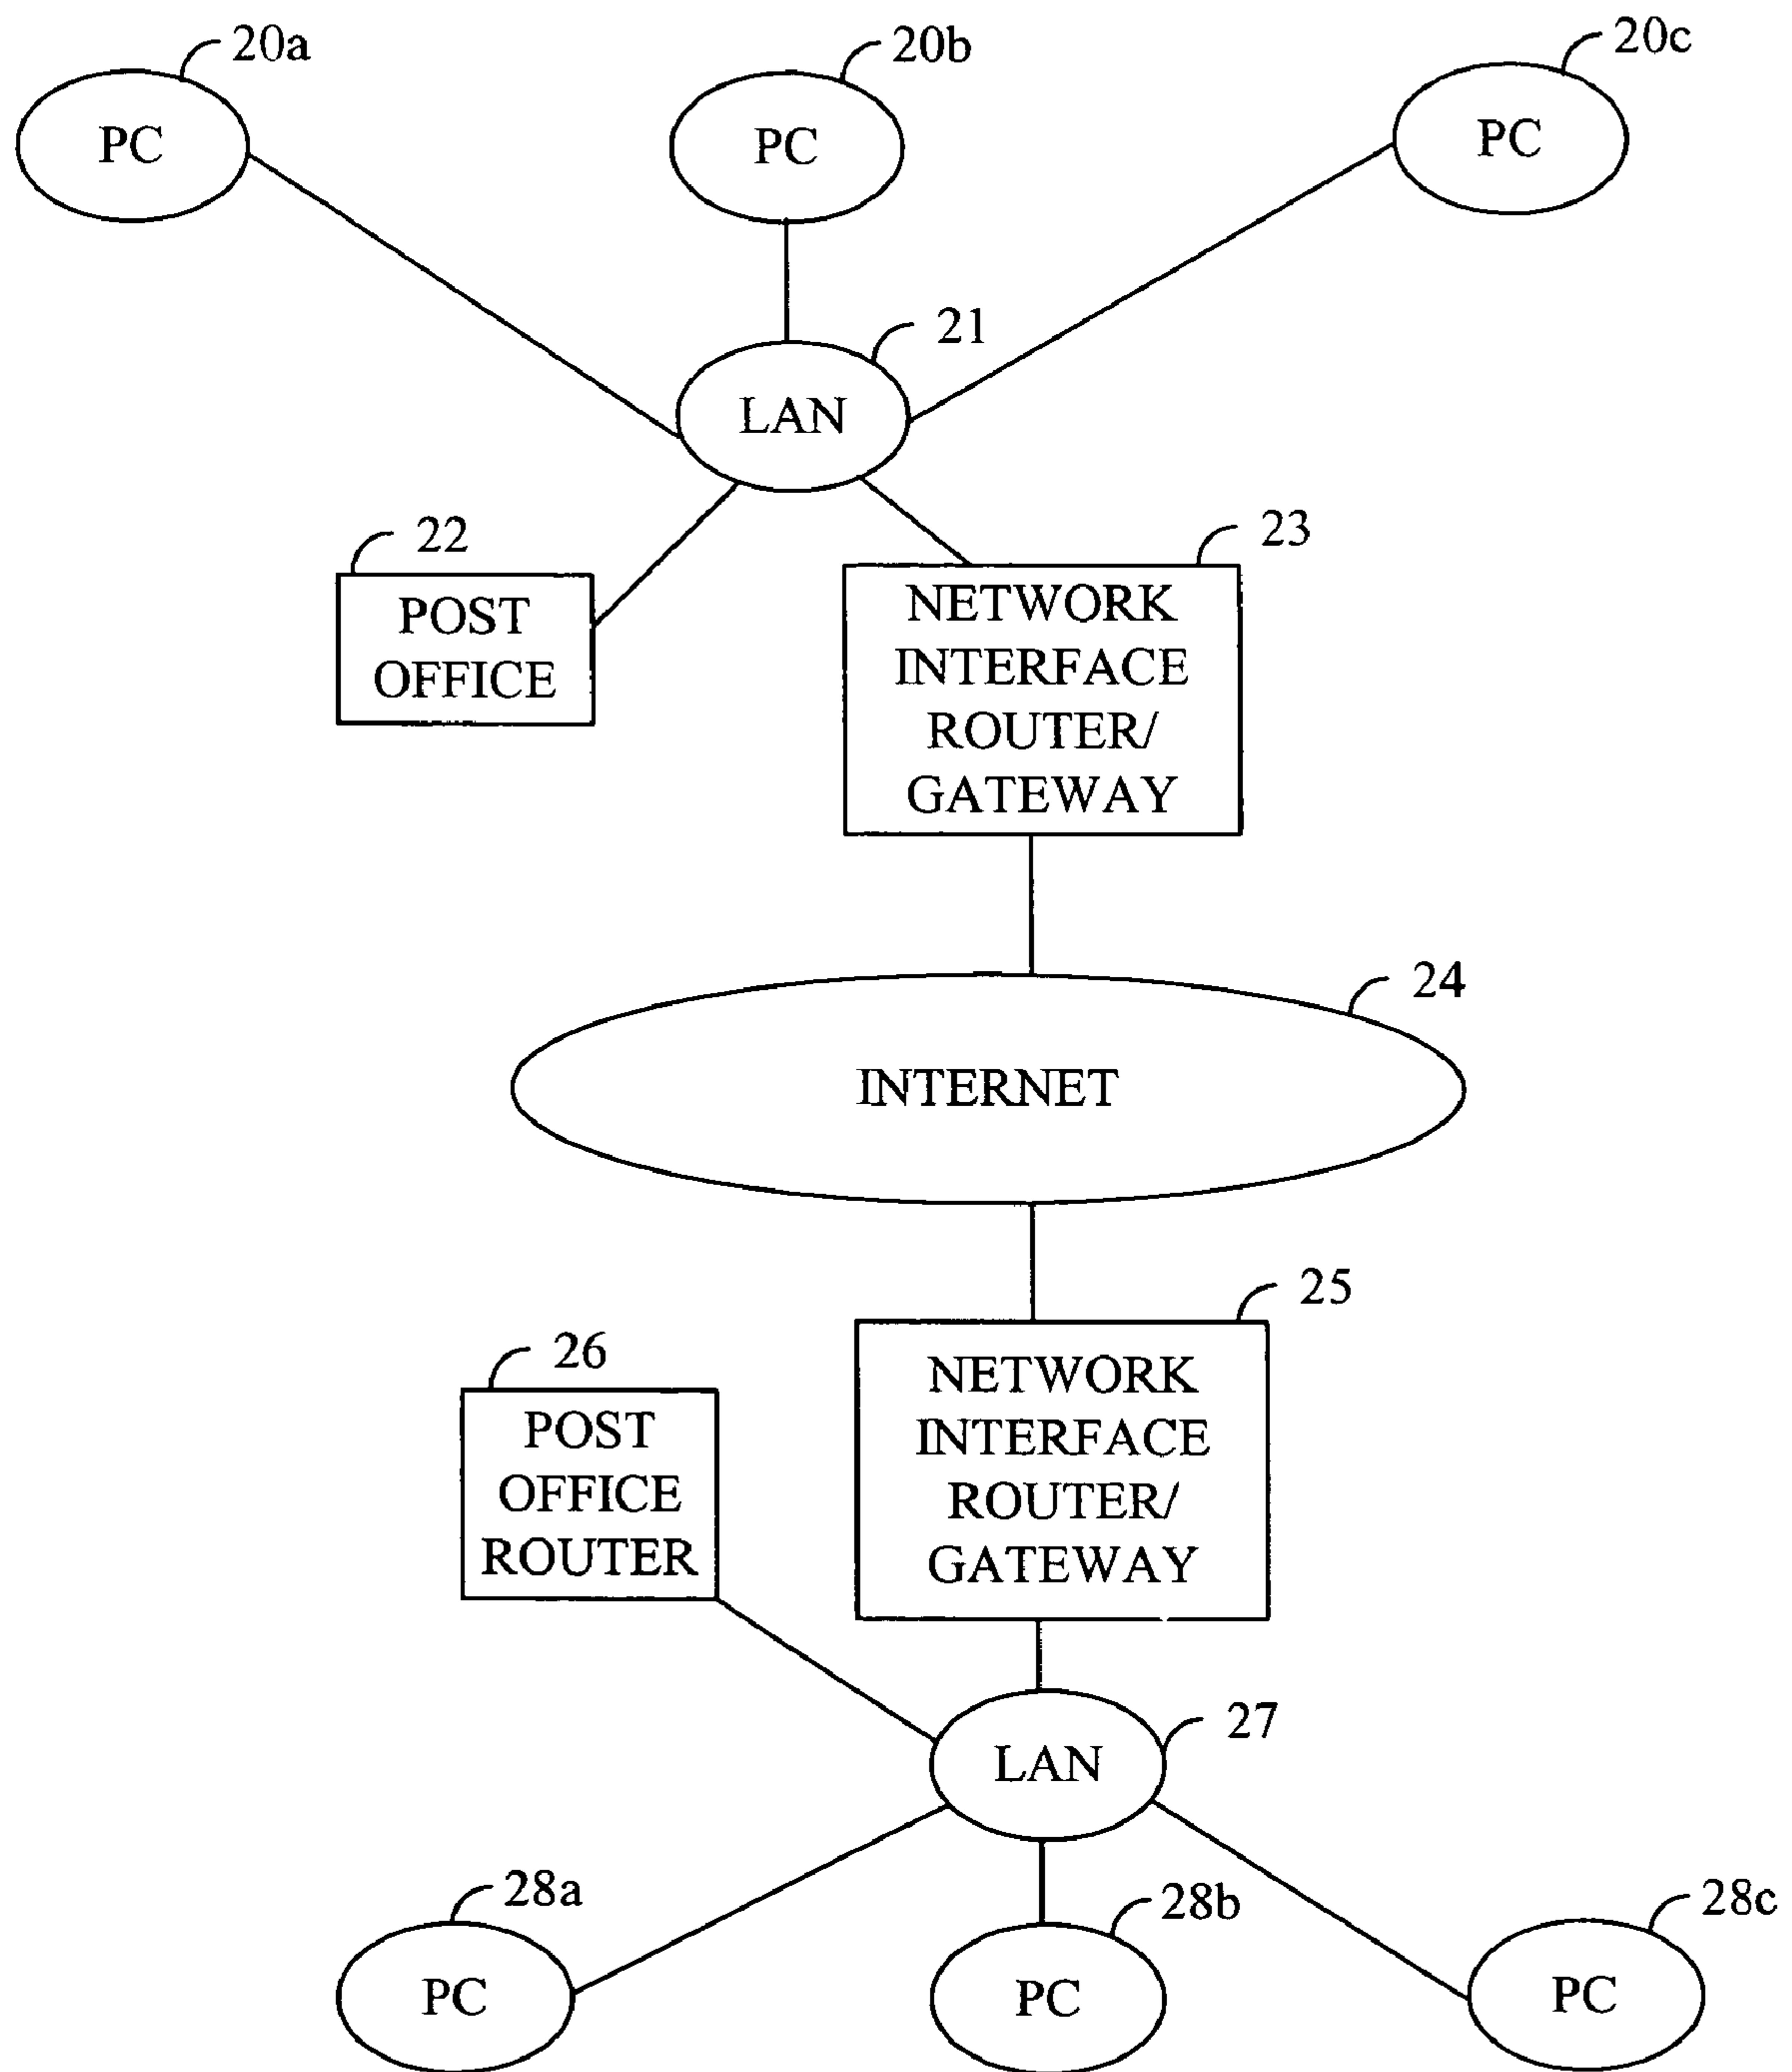 20a
20b
20c
PC
PC
PC
21
LAN
22
23
POST
OFFICE
NETWORK
INTERFACE
ROUTER/
GATEWAY
24
INTERNET
25
26
POST
OFFICE
ROUTER
NETWORK
INTERFACE
ROUTER/
GATEWAY
27
LAN
28a
28b
28c
PC
PC
PC